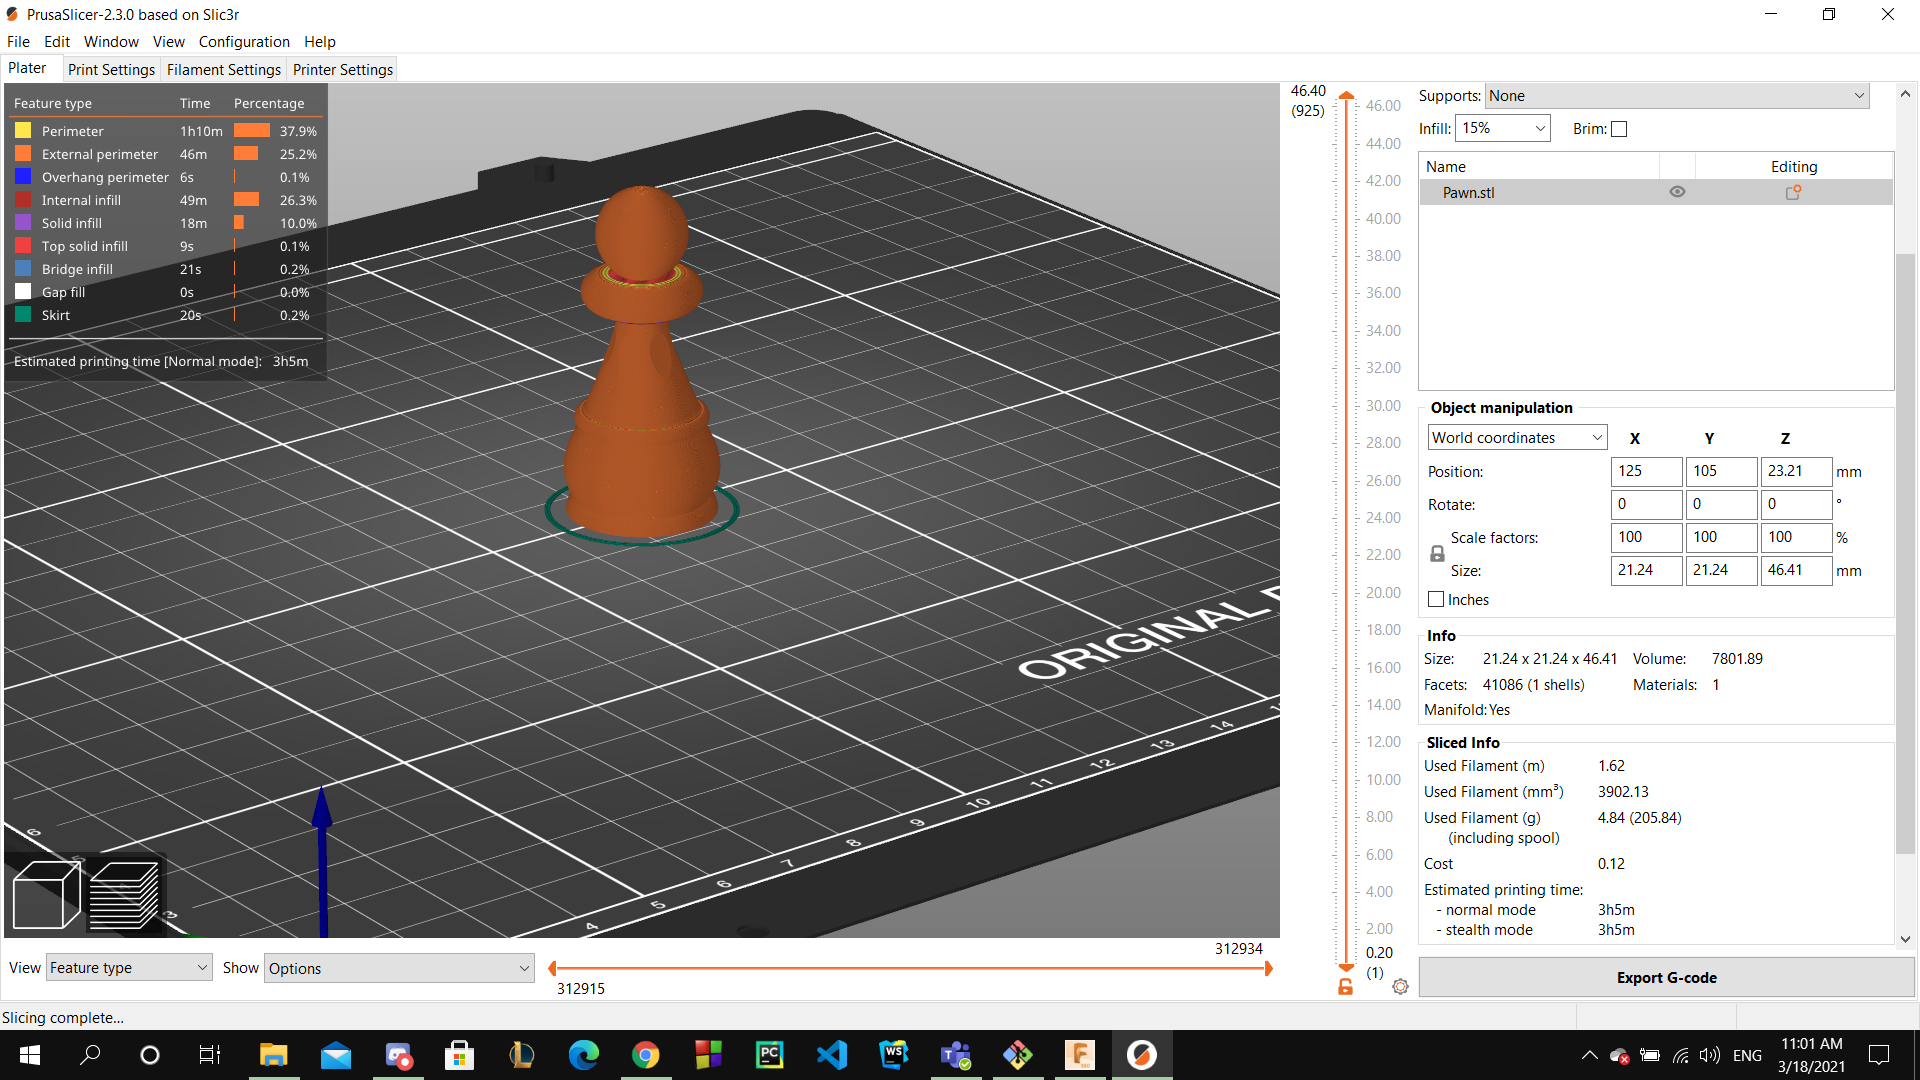 PrusaSlicer-2.3.0 based on Slic3r
File Edit Window View Configuration Help
Plater Print Settings Filament Settings Printer Settings
Feature type Time Percentage
Perimeter 1h10m 37.9%
External perimeter 46m 25.2%
Overhang perimeter 6s 0.1%
Internal infill 49m 26.3%
Solid infill 18m 10.0%
Top solid infill 9s 0.1%
Bridge infill 21s 0.2%
Gap fill 0s 0.0%
Skirt 20s 0.2%
Estimated printing time [Normal mode]: 3h5m
ORIGINAL
6
5
3
4
5
6
7
8
9
10
11
12
13
14
46.40
(925)
46.00
44.00
42.00
40.00
38.00
36.00
34.00
32.00
30.00
28.00
26.00
24.00
22.00
20.00
18.00
16.00
14.00
12.00
10.00
8.00
6.00
4.00
2.00
0.20
(1)
Supports: None
Infill: 15% Brim:
Name Editing
Pawn.stl
Object manipulation
World coordinates X Y Z
Position: 125 105 23.21 mm
Rotate: 0 0 0 °
Scale factors: 100 100 100 %
Size: 21.24 21.24 46.41 mm
Inches
Info
Size: 21.24 x 21.24 x 46.41 Volume: 7801.89
Facets: 41086 (1 shells) Materials: 1
Manifold: Yes
Sliced Info
Used Filament (m) 1.62
Used Filament (mm³) 3902.13
Used Filament (g) 4.84 (205.84)
(including spool)
Cost 0.12
Estimated printing time:
- normal mode 3h5m
- stealth mode 3h5m
Export G-code
View Feature type Show Options
312934
312915
Slicing complete...
PC
WS
ENG
11:01 AM
3/18/2021